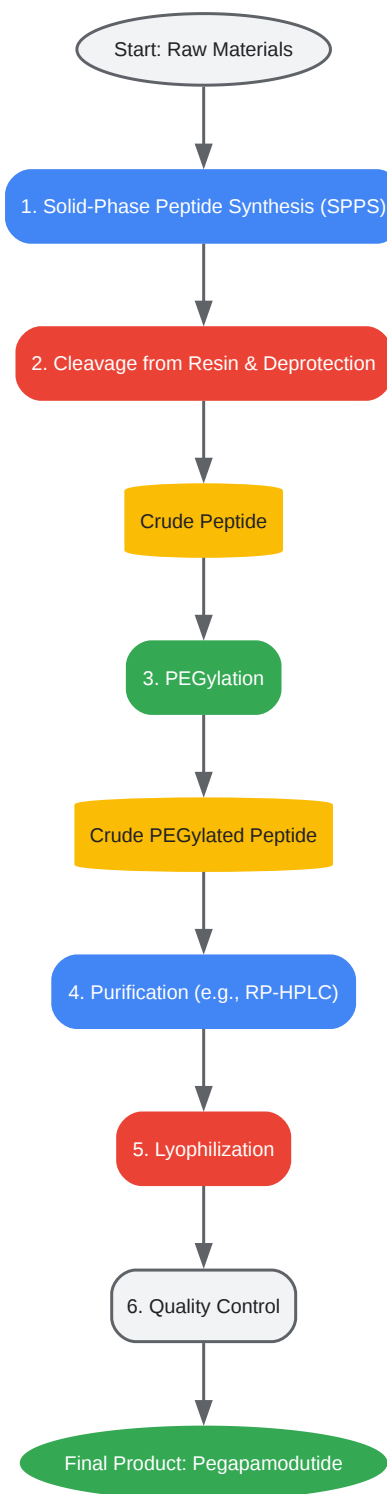 Start: Raw Materials
1. Solid-Phase Peptide Synthesis (SPPS)
2. Cleavage from Resin & Deprotection
Crude Peptide
3. PEGylation
Crude PEGylated Peptide
4. Purification (e.g., RP-HPLC)
5. Lyophilization
6. Quality Control
Final Product: Pegapamodutide